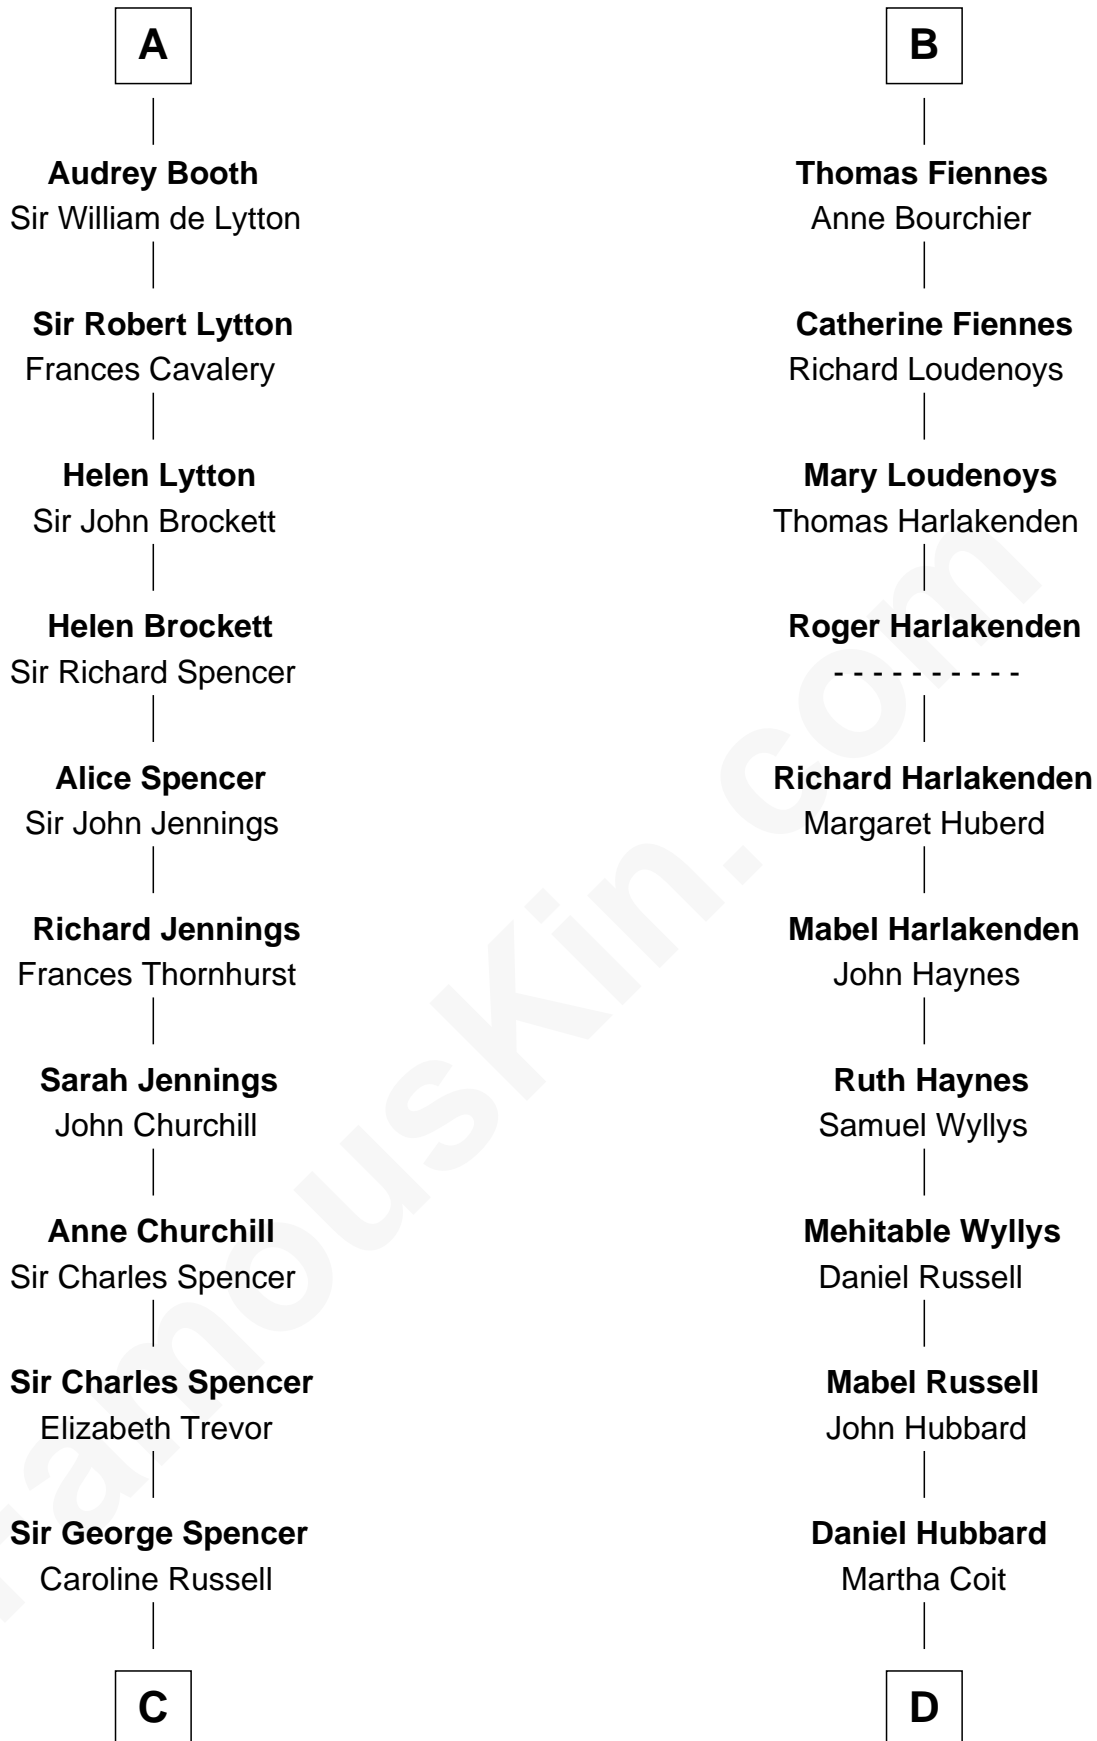 A
Audrey Booth
Sir William de Lytton
Sir Robert Lytton
Frances Cavalery
Helen Lytton
Sir John Brockett
Helen Brockett
Sir Richard Spencer
Alice Spencer
Sir John Jennings
Richard Jennings
Frances Thornhurst
Sarah Jennings
John Churchill
Anne Churchill
Sir Charles Spencer
Sir Charles Spencer
Elizabeth Trevor
Sir George Spencer
Caroline Russell
C
B
Thomas Fiennes
Anne Bourchier
Catherine Fiennes
Richard Loudenoys
Mary Loudenoys
Thomas Harlakenden
Roger Harlakenden
- - - - - - - - - -
Richard Harlakenden
Margaret Huberd
Mabel Harlakenden
John Haynes
Ruth Haynes
Samuel Wyllys
Mehitable Wyllys
Daniel Russell
Mabel Russell
John Hubbard
Daniel Hubbard
Martha Coit
D
FamousKin.com